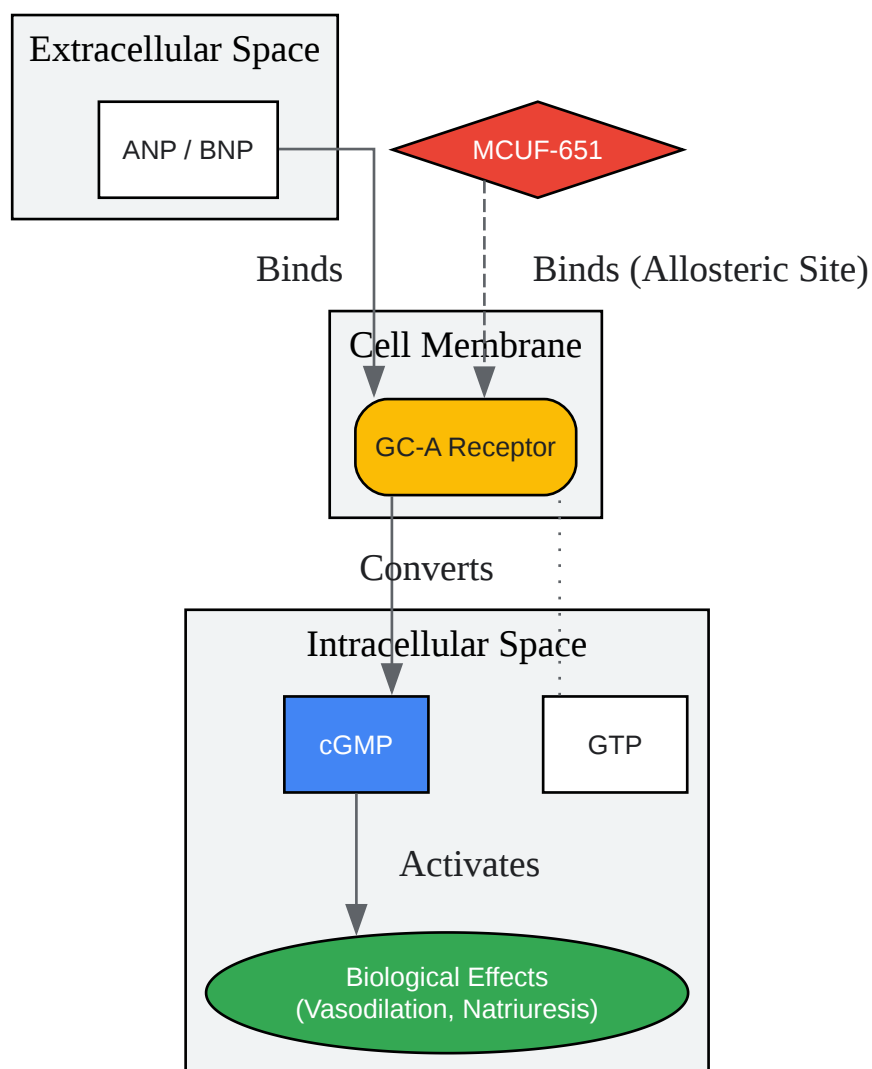 Extracellular Space
ANP / BNP
MCUF-651
Binds
Binds (Allosteric Site)
Cell Membrane
GC-A Receptor
Converts
Intracellular Space
cGMP
GTP
Activates
Biological Effects
(Vasodilation, Natriuresis)